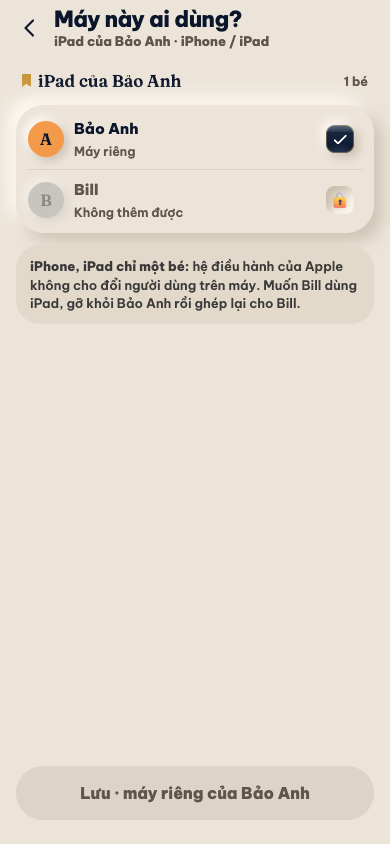 Máy này ai dùng?
iPad của Bảo Anh · iPhone / iPad
iPad của Bảo Anh
1 bé
A
Bảo Anh
Máy riêng
B
Bill
Không thêm được
iPhone, iPad chỉ một bé: hệ điều hành của Apple
không cho đổi người dùng trên máy. Muốn Bill dùng
iPad, gỡ khỏi Bảo Anh rồi ghép lại cho Bill.
Lưu · máy riêng của Bảo Anh